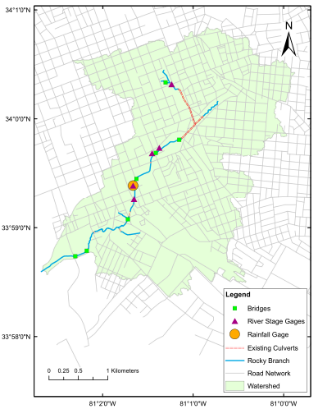 34°1'0"N
N
34°0'0"N
33°59'0"N
33°58'0"N
Legend
Bridges
River Stage Gages
Rainfall Gage
Existing Culverts
Rocky Branch
Road Network
Watershed
0 0.25 0.5 1 Kilometers
81°2'0"W 81°1'0"W 81°0'0"W